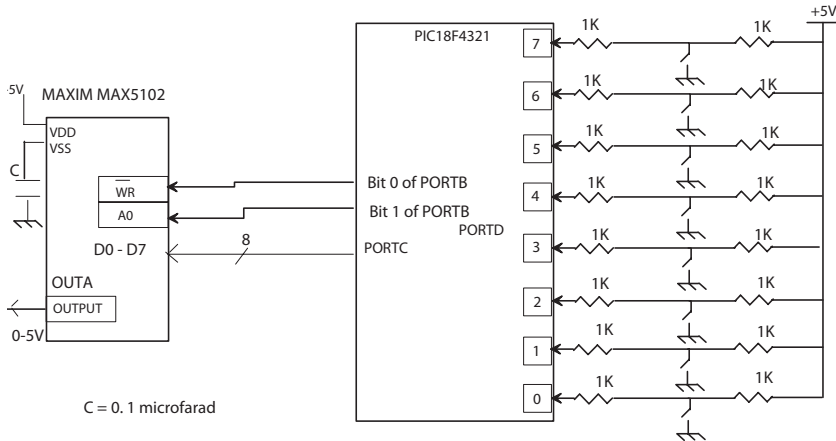 +5V
PIC18F4321
7
1K
1K
-5V
MAXIM MAX5102
6
1K
1K
VDD
VSS
5
1K
1K
C
WR
Bit 0 of PORTB
4
1K
1K
A0
Bit 1 of PORTB
PORTD
D0 - D7
8
PORTC
3
1K
1K
OUTA
2
1K
1K
OUTPUT
0-5V
1
1K
1K
C = 0. 1 microfarad
0
1K
1K